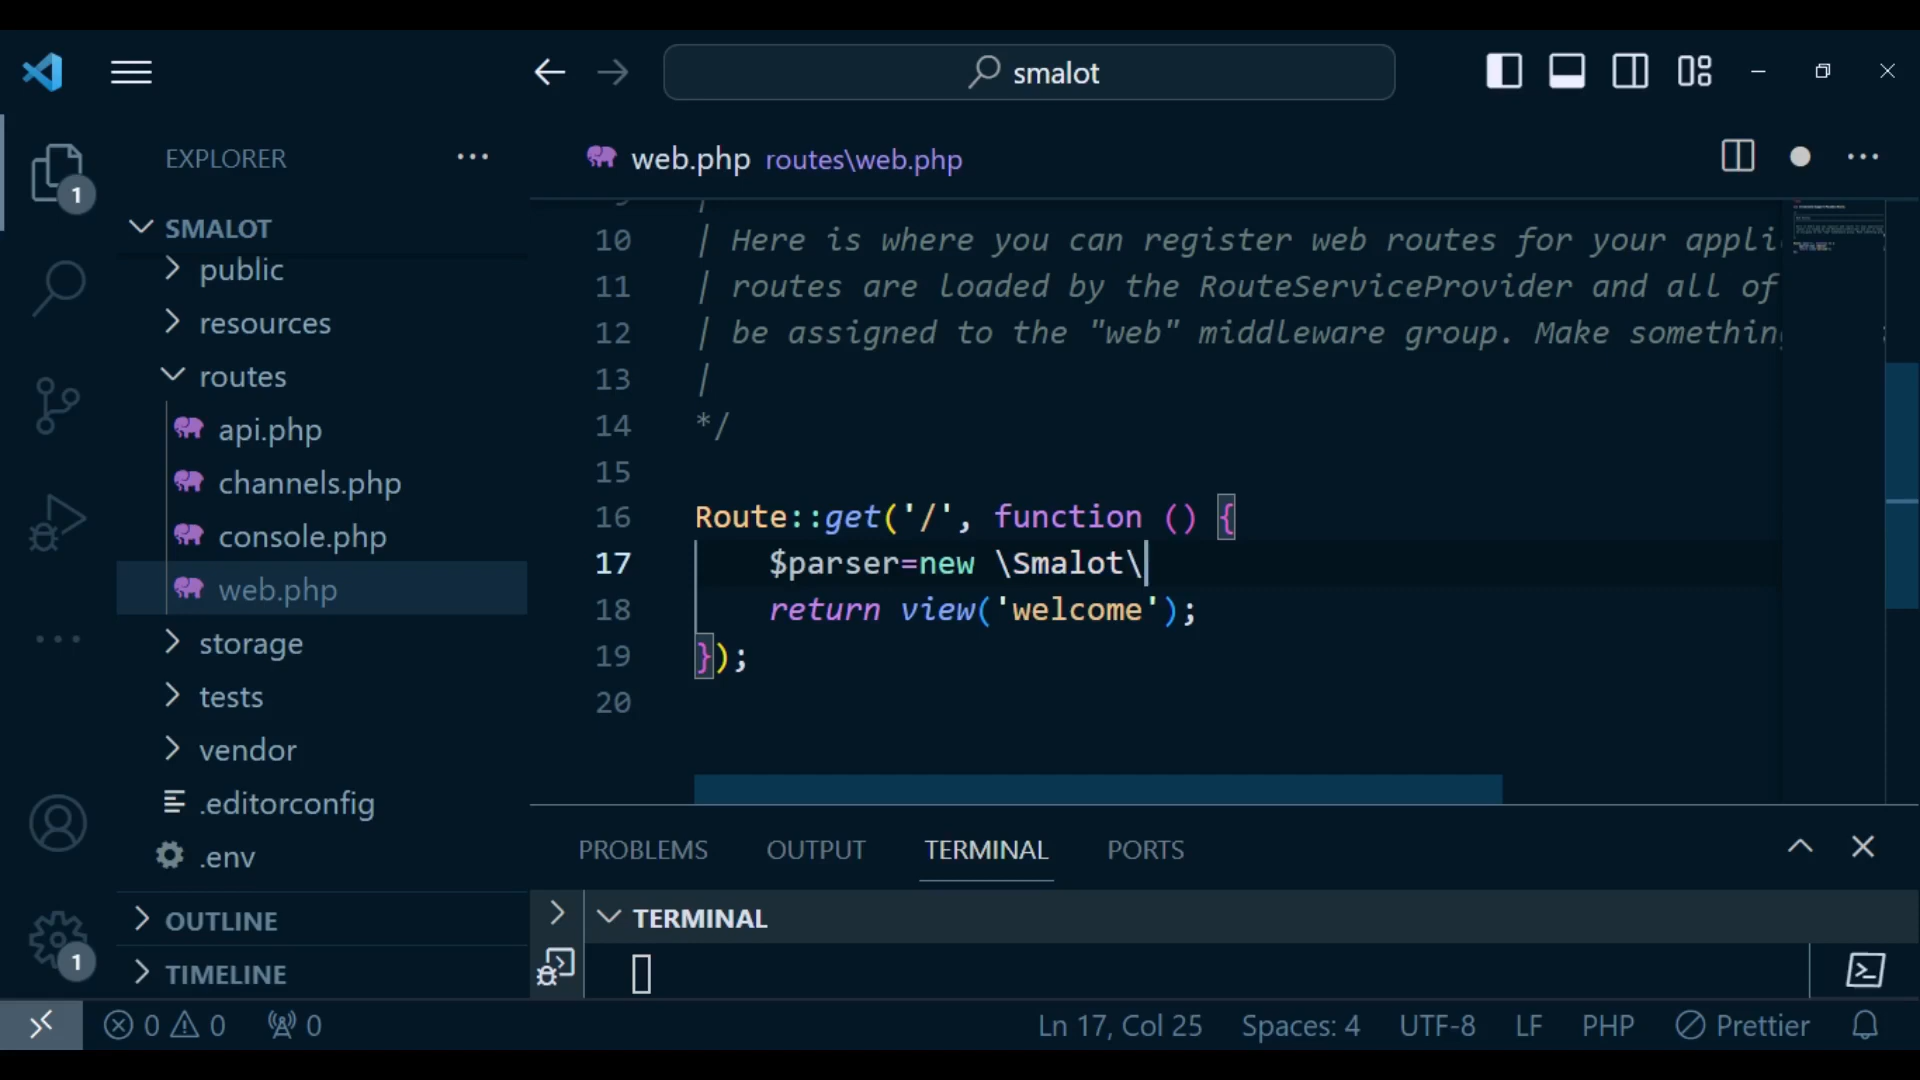 smalot
EXPLORER
1
web.php routes\web.php
SMALOT
public
resources
routes
api.php
channels.php
console.php
web.php
storage
tests
vendor
.editorconfig
.env
OUTLINE
TIMELINE
1
10 | Here is where you can register web routes for your appli
11 | routes are loaded by the RouteServiceProvider and all of
12 | be assigned to the "web" middleware group. Make something
13 |
14 */
15
16 Route::get('/', function () {
17 $parser=new \Smalot\
18 return view('welcome');
19 });
20
PROBLEMS OUTPUT TERMINAL PORTS
TERMINAL
0 0 0 Ln 17, Col 25 Spaces: 4 UTF-8 LF PHP Prettier